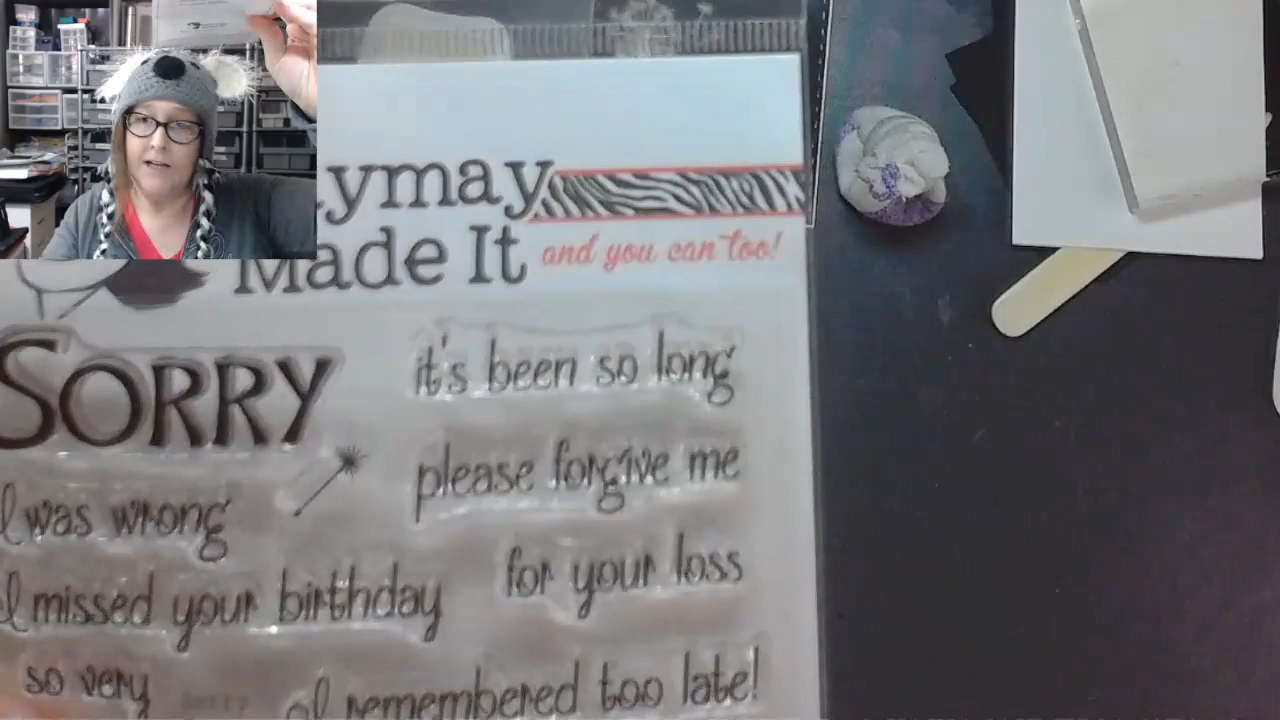 ymay
Made It and you can too!
SORRY
it's been so long
please forgive me
I was wrong
for your loss
I missed your birthday
so very
I remembered too late!